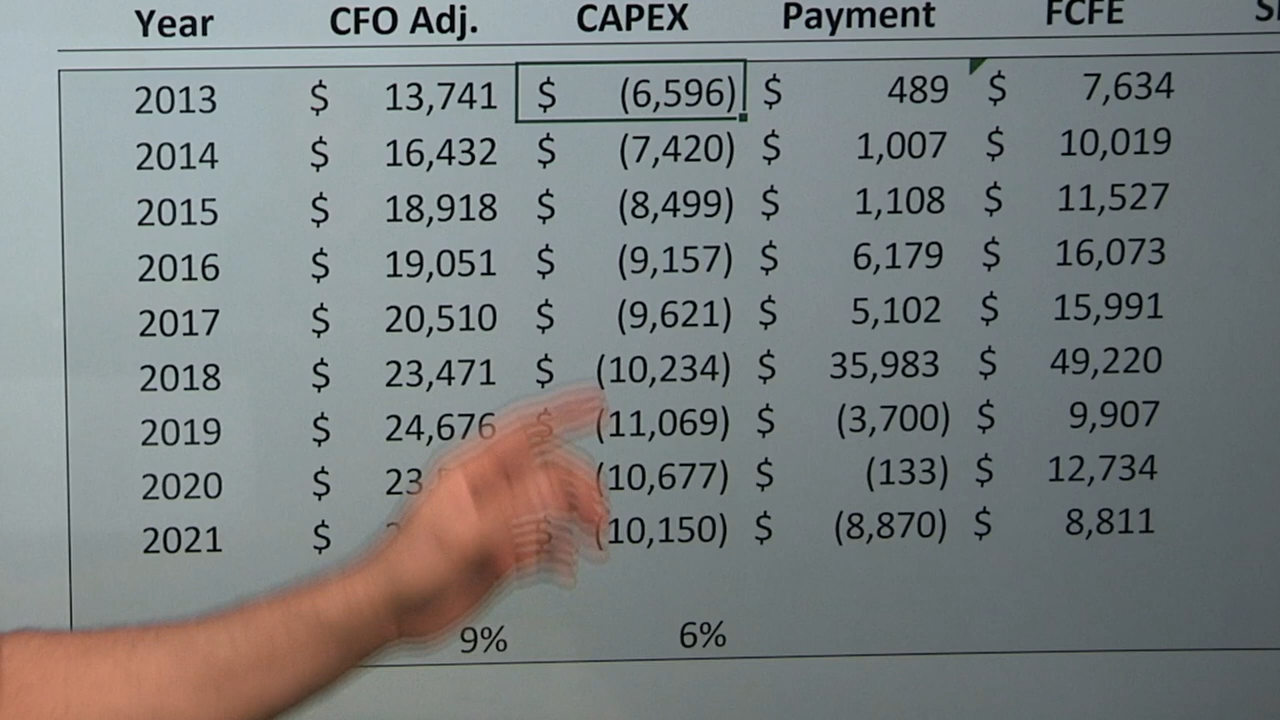 Year CFO Adj. CAPEX Payment FCFE
2013 $ 13,741 $ (6,596) $ 489 $ 7,634
2014 $ 16,432 $ (7,420) $ 1,007 $ 10,019
2015 $ 18,918 $ (8,499) $ 1,108 $ 11,527
2016 $ 19,051 $ (9,157) $ 6,179 $ 16,073
2017 $ 20,510 $ (9,621) $ 5,102 $ 15,991
2018 $ 23,471 $ (10,234) $ 35,983 $ 49,220
2019 $ 24,676 $ (11,069) $ (3,700) $ 9,907
2020 $ $ (10,677) $ (133) $ 12,734
2021 $ $ (10,150) $ (8,870) $ 8,811
9% 6%